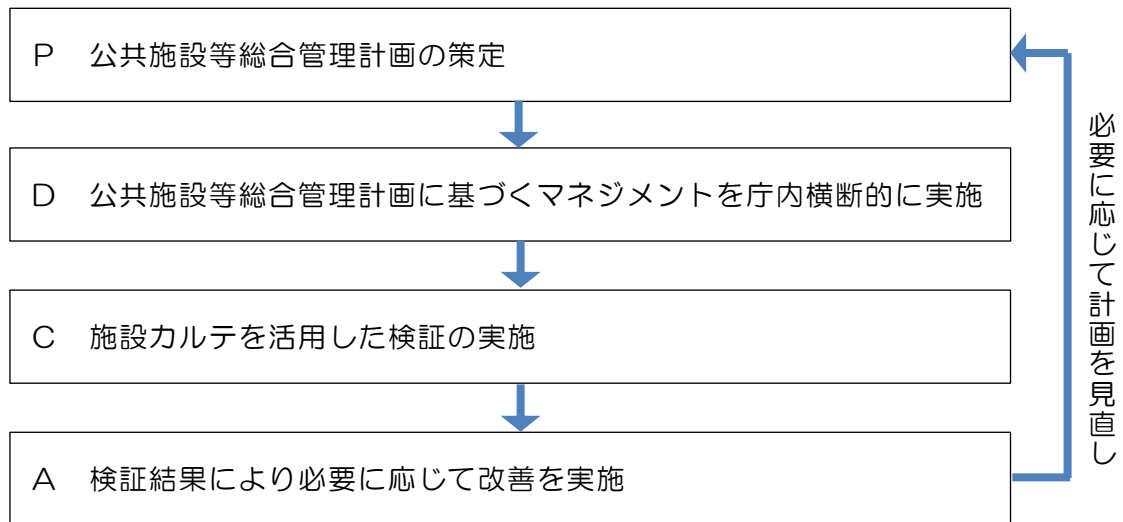 P 公共施設等総合管理計画の策定
D 公共施設等総合管理計画に基づくマネジメントを庁内横断的に実施
C 施設カルテを活用した検証の実施
A 検証結果により必要に応じて改善を実施
必要に応じて計画を見直し